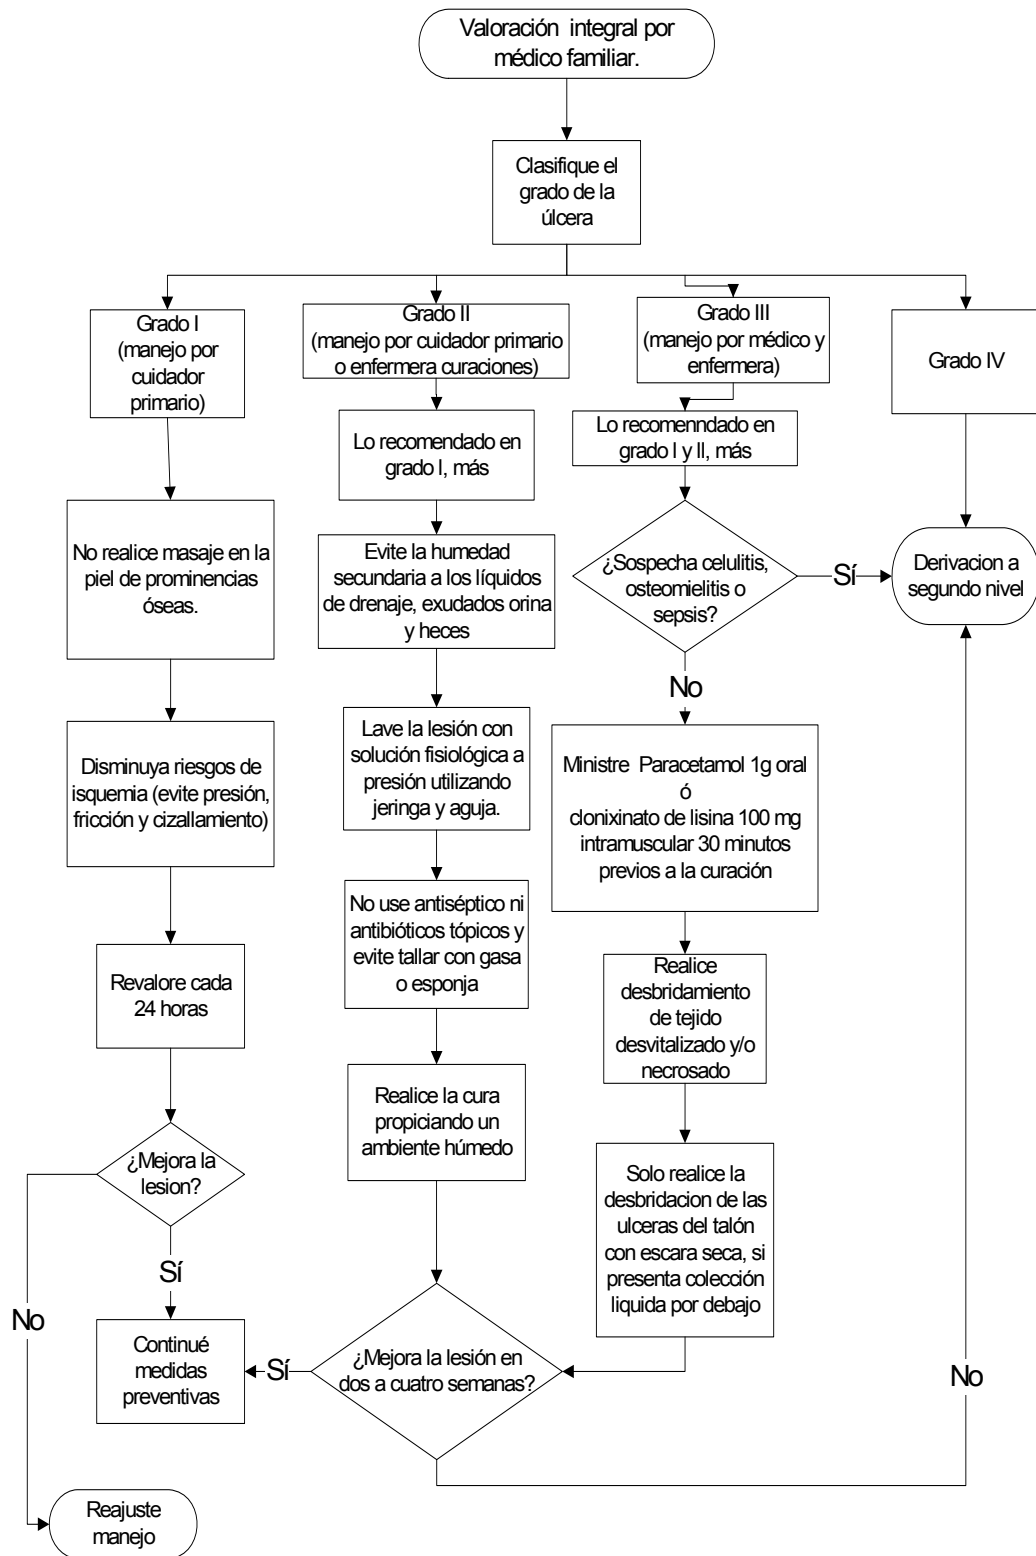 Valoración integral por
médico familiar.
Clasifique el
grado de la
úlcera
Grado I
(manejo por
cuidador
primario)
Grado II
(manejo por cuidador primario
o enfermera curaciones)
Grado III
(manejo por médico y
enfermera)
Grado IV
Lo recomendado en
grado I, más
Lo recomenndado en
grado I y II, más
No realice masaje en la
piel de prominencias
óseas.
Evite la humedad
secundaria a los líquidos
de drenaje, exudados orina
y heces
¿Sospecha celulitis,
osteomielitis o
sepsis?
Sí
Derivacion a
segundo nivel
No
Disminuya riesgos de
isquemia (evite presión,
fricción y cizallamiento)
Lave la lesión con
solución fisiológica a
presión utilizando
jeringa y aguja.
Ministre Paracetamol 1g oral
ó
clonixinato de lisina 100 mg
intramuscular 30 minutos
previos a la curación
No use antiséptico ni
antibióticos tópicos y
evite tallar con gasa
o esponja
Revalore cada
24 horas
Realice
desbridamiento
de tejido
desvitalizado y/o
necrosado
Realice la cura
propiciando un
ambiente húmedo
¿Mejora la
lesion?
Solo realice la
desbridacion de las
ulceras del talón
con escara seca, si
presenta colección
liquida por debajo
Sí
No
Continué
medidas
preventivas
Sí
¿Mejora la lesión en
dos a cuatro semanas?
No
Reajuste
manejo